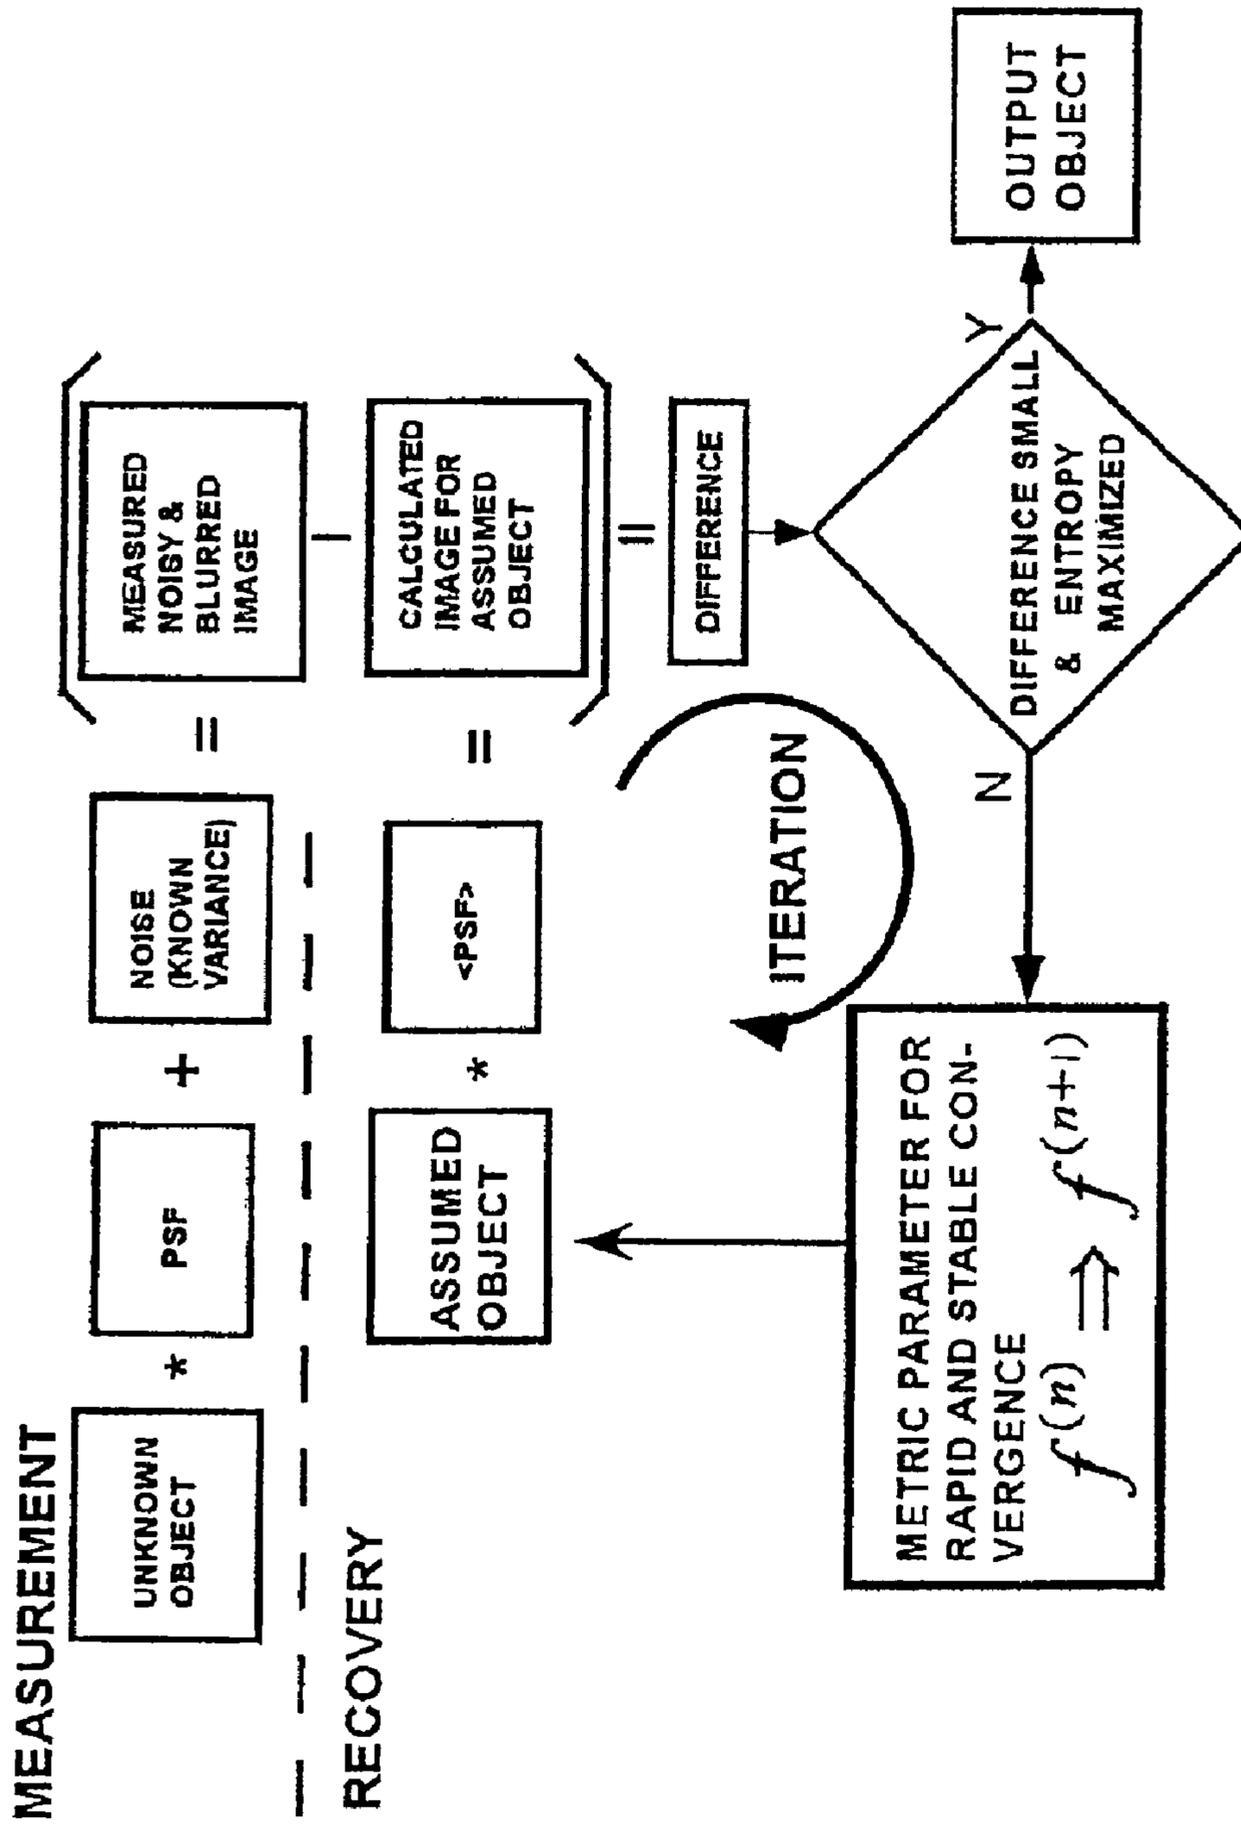 MEASUREMENT
UNKNOWN
OBJECT
*
PSF
+
NOISE
(KNOWN
VARIANCE)
=
MEASURED
NOISY &
BLURRED
IMAGE
−
RECOVERY
ASSUMED
OBJECT
*
<PSF>
=
CALCULATED
IMAGE FOR
ASSUMED
OBJECT
=
DIFFERENCE
ITERATION
DIFFERENCE SMALL
& ENTROPY
MAXIMIZED
N
Y
METRIC PARAMETER FOR
RAPID AND STABLE CON-
VERGENCE
f(n) ⇒ f(n+1)
OUTPUT
OBJECT